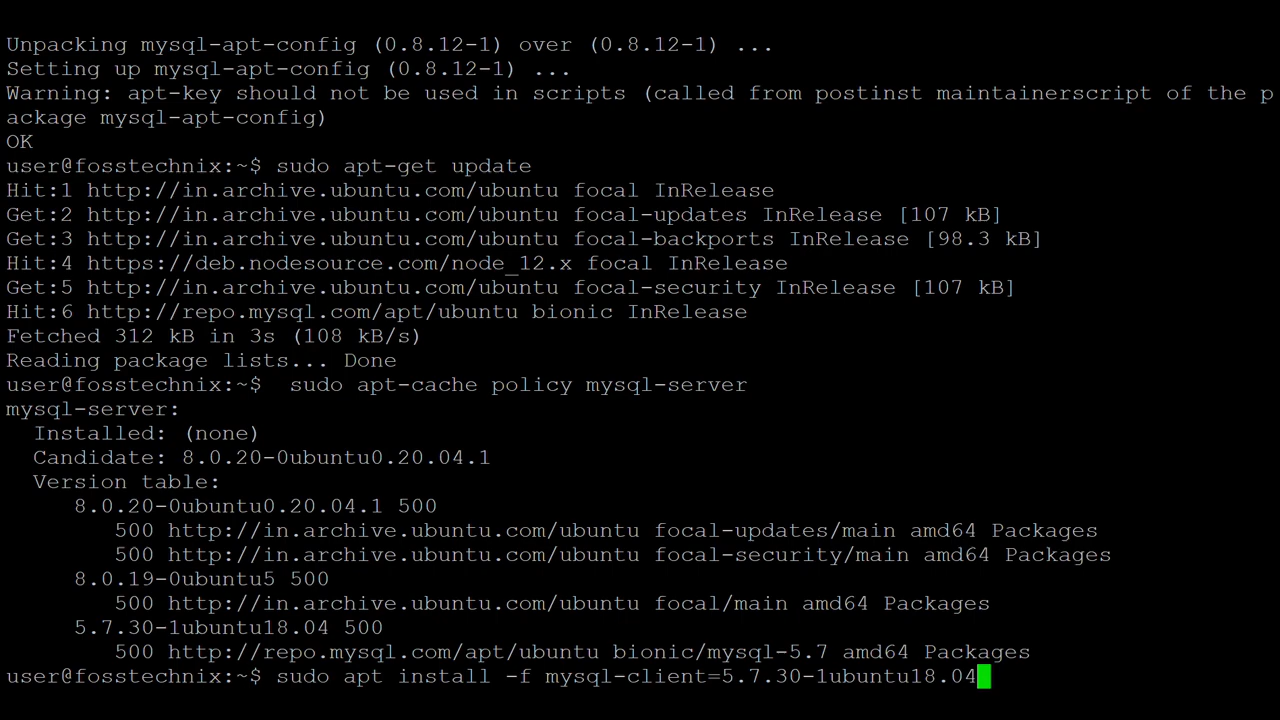 Unpacking mysql-apt-config (0.8.12-1) over (0.8.12-1) ...
Setting up mysql-apt-config (0.8.12-1) ...
Warning: apt-key should not be used in scripts (called from postinst maintainerscript of the p
ackage mysql-apt-config)
OK
user@fosstechnix:~$ sudo apt-get update
Hit:1 http://in.archive.ubuntu.com/ubuntu focal InRelease
Get:2 http://in.archive.ubuntu.com/ubuntu focal-updates InRelease [107 kB]
Get:3 http://in.archive.ubuntu.com/ubuntu focal-backports InRelease [98.3 kB]
Hit:4 https://deb.nodesource.com/node_12.x focal InRelease
Get:5 http://in.archive.ubuntu.com/ubuntu focal-security InRelease [107 kB]
Hit:6 http://repo.mysql.com/apt/ubuntu bionic InRelease
Fetched 312 kB in 3s (108 kB/s)
Reading package lists... Done
user@fosstechnix:~$  sudo apt-cache policy mysql-server
mysql-server:
  Installed: (none)
  Candidate: 8.0.20-0ubuntu0.20.04.1
  Version table:
     8.0.20-0ubuntu0.20.04.1 500
        500 http://in.archive.ubuntu.com/ubuntu focal-updates/main amd64 Packages
        500 http://in.archive.ubuntu.com/ubuntu focal-security/main amd64 Packages
     8.0.19-0ubuntu5 500
        500 http://in.archive.ubuntu.com/ubuntu focal/main amd64 Packages
     5.7.30-1ubuntu18.04 500
        500 http://repo.mysql.com/apt/ubuntu bionic/mysql-5.7 amd64 Packages
user@fosstechnix:~$ sudo apt install -f mysql-client=5.7.30-1ubuntu18.04